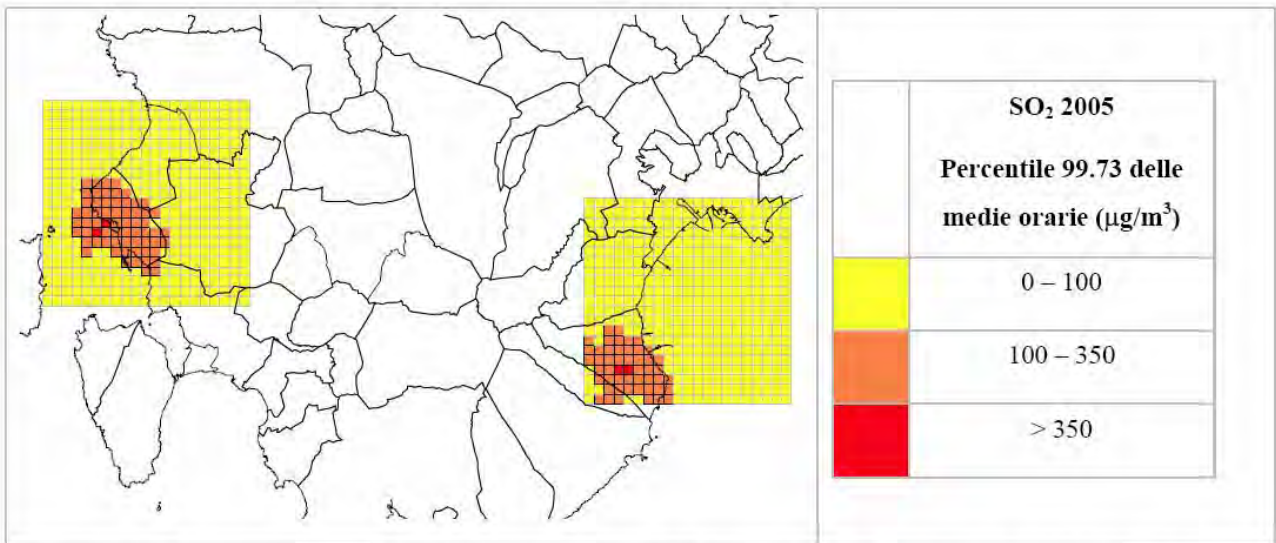 SO₂ 2005
Percentile 99.73 delle
medie orarie (μg/m³)
0 – 100
100 – 350
> 350